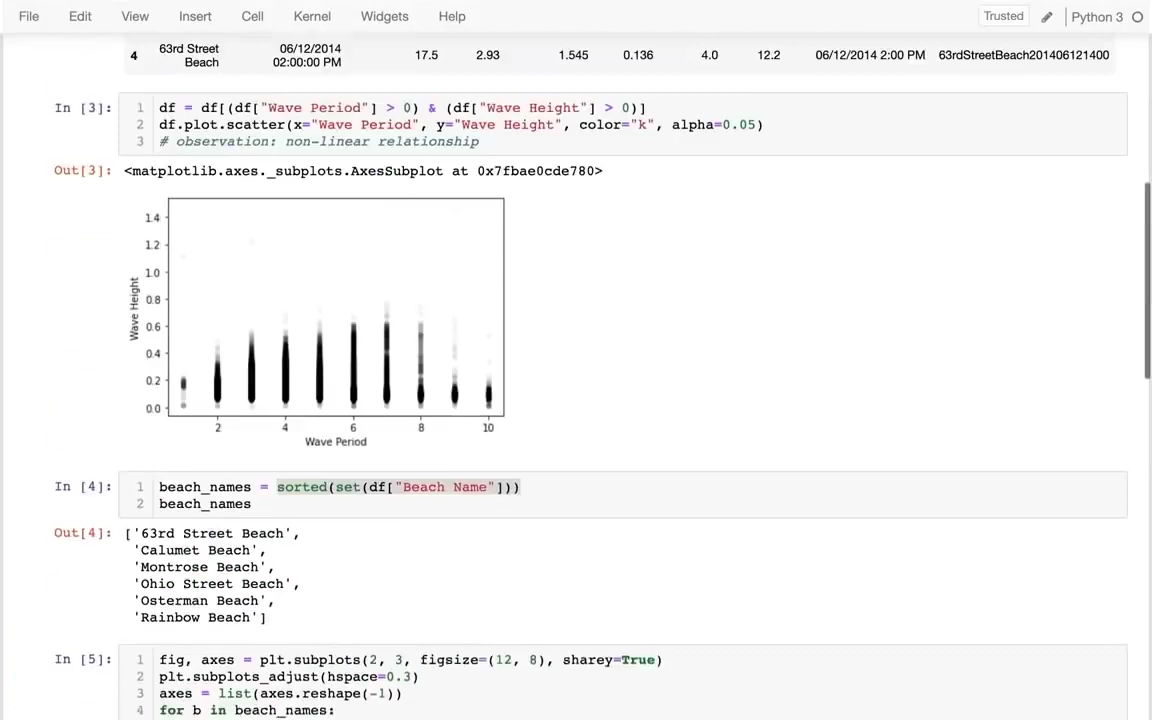 File Edit View Insert Cell Kernel Widgets Help Trusted Python 3
4 63rd Street Beach 06/12/2014 02:00:00 PM 17.5 2.93 1.545 0.136 4.0 12.2 06/12/2014 2:00 PM 63rdStreetBeach201406121400
In [3]:
1 df = df[(df["Wave Period"] > 0) & (df["Wave Height"] > 0)]
2 df.plot.scatter(x="Wave Period", y="Wave Height", color="k", alpha=0.05)
3 # observation: non-linear relationship
Out[3]: <matplotlib.axes._subplots.AxesSubplot at 0x7fbae0cde780>
1.4
1.2
1.0
0.8
0.6
0.4
0.2
0.0
Wave Height
2 4 6 8 10
Wave Period
In [4]:
1 beach_names = sorted(set(df["Beach Name"]))
2 beach_names
Out[4]: ['63rd Street Beach',
'Calumet Beach',
'Montrose Beach',
'Ohio Street Beach',
'Osterman Beach',
'Rainbow Beach']
In [5]:
1 fig, axes = plt.subplots(2, 3, figsize=(12, 8), sharey=True)
2 plt.subplots_adjust(hspace=0.3)
3 axes = list(axes.reshape(-1))
4 for b in beach_names: